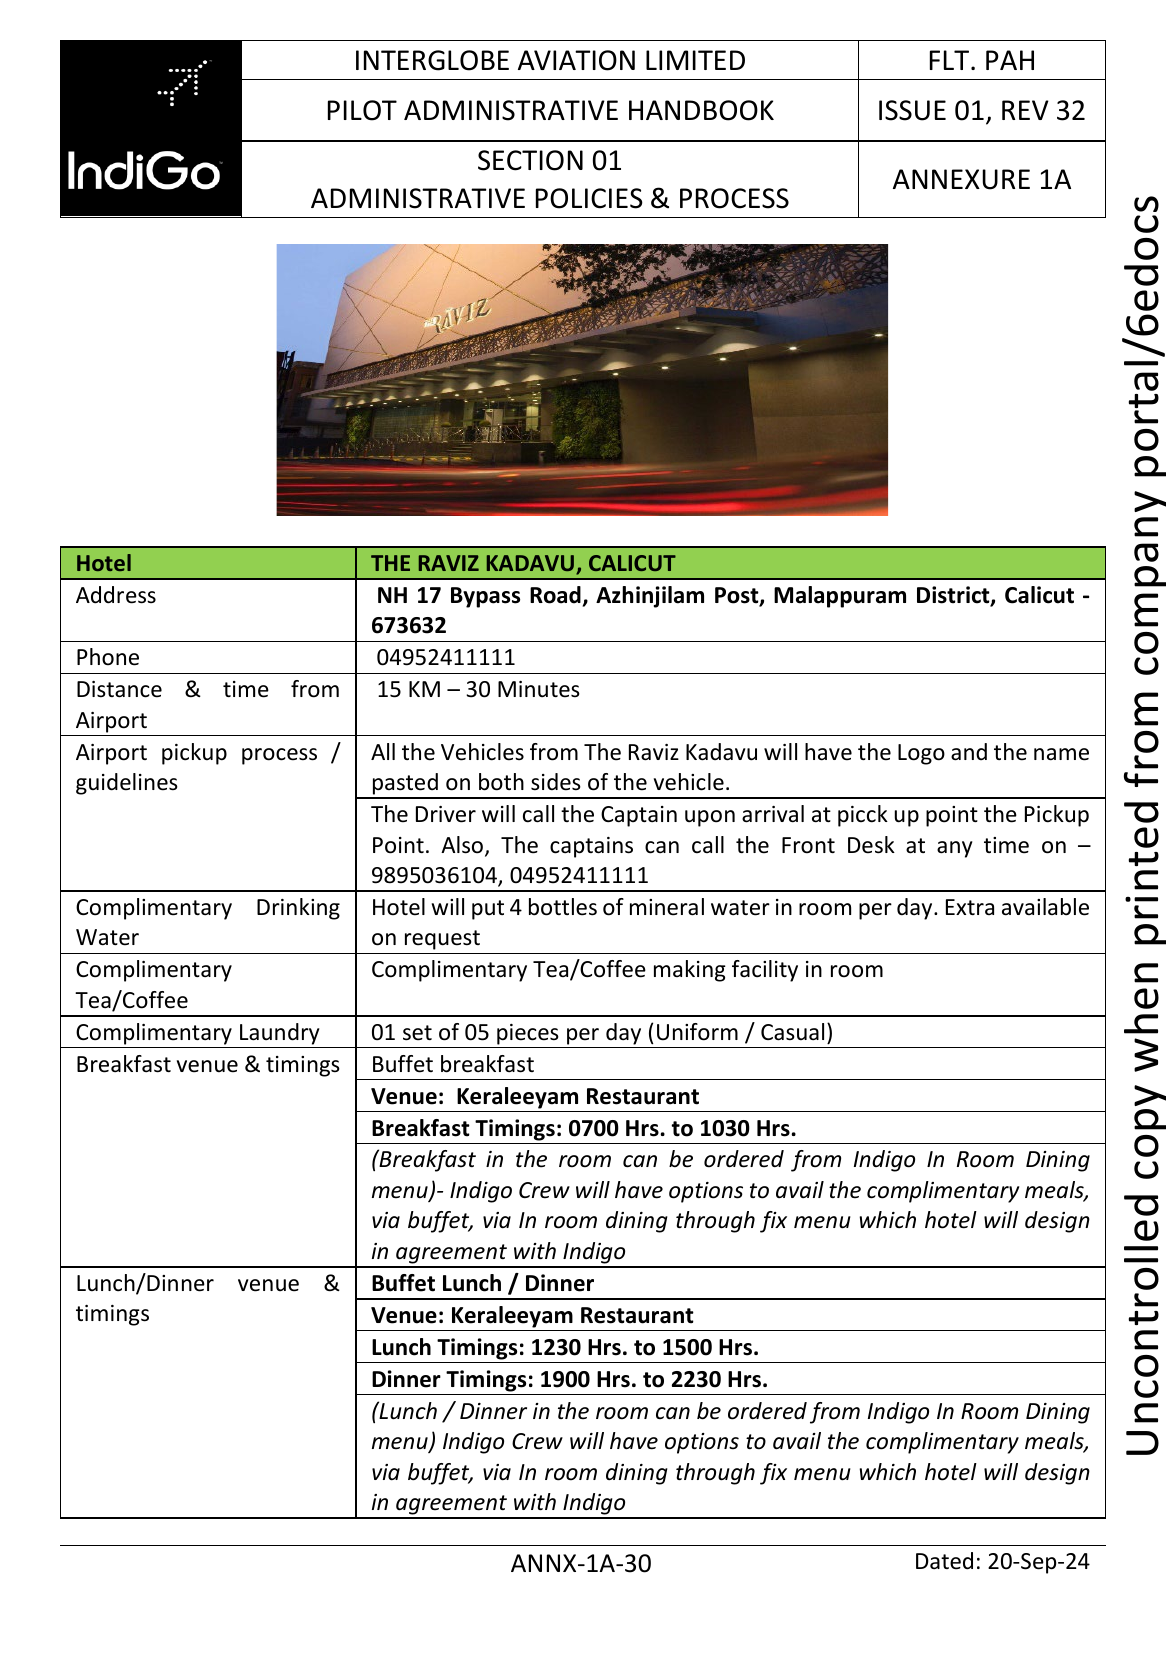 IndiGo
INTERGLOBE AVIATION LIMITED
FLT. PAH
PILOT ADMINISTRATIVE HANDBOOK
ISSUE 01, REV 32
SECTION 01
ADMINISTRATIVE POLICIES & PROCESS
ANNEXURE 1A
THE RAVIZ
Hotel
THE RAVIZ KADAVU, CALICUT
Address
NH 17 Bypass Road, Azhinjilam Post, Malappuram District, Calicut -
673632
Phone
04952411111
Distance & time from
Airport
15 KM – 30 Minutes
Airport pickup process /
guidelines
All the Vehicles from The Raviz Kadavu will have the Logo and the name
pasted on both sides of the vehicle.
The Driver will call the Captain upon arrival at picck up point the Pickup
Point. Also, The captains can call the Front Desk at any time on –
9895036104, 04952411111
Complimentary Drinking
Water
Hotel will put 4 bottles of mineral water in room per day. Extra available
on request
Complimentary
Tea/Coffee
Complimentary Tea/Coffee making facility in room
Complimentary Laundry
01 set of 05 pieces per day (Uniform / Casual)
Breakfast venue & timings
Buffet breakfast
Venue:  Keraleeyam Restaurant
Breakfast Timings: 0700 Hrs. to 1030 Hrs.
(Breakfast in the room can be ordered from Indigo In Room Dining
menu)- Indigo Crew will have options to avail the complimentary meals,
via buffet, via In room dining through fix menu which hotel will design
in agreement with Indigo
Lunch/Dinner venue &
timings
Buffet Lunch / Dinner
Venue: Keraleeyam Restaurant
Lunch Timings: 1230 Hrs. to 1500 Hrs.
Dinner Timings: 1900 Hrs. to 2230 Hrs.
(Lunch / Dinner in the room can be ordered from Indigo In Room Dining
menu) Indigo Crew will have options to avail the complimentary meals,
via buffet, via In room dining through fix menu which hotel will design
in agreement with Indigo
ANNX-1A-30
Dated: 20-Sep-24
Uncontrolled copy when printed from company portal/6edocs